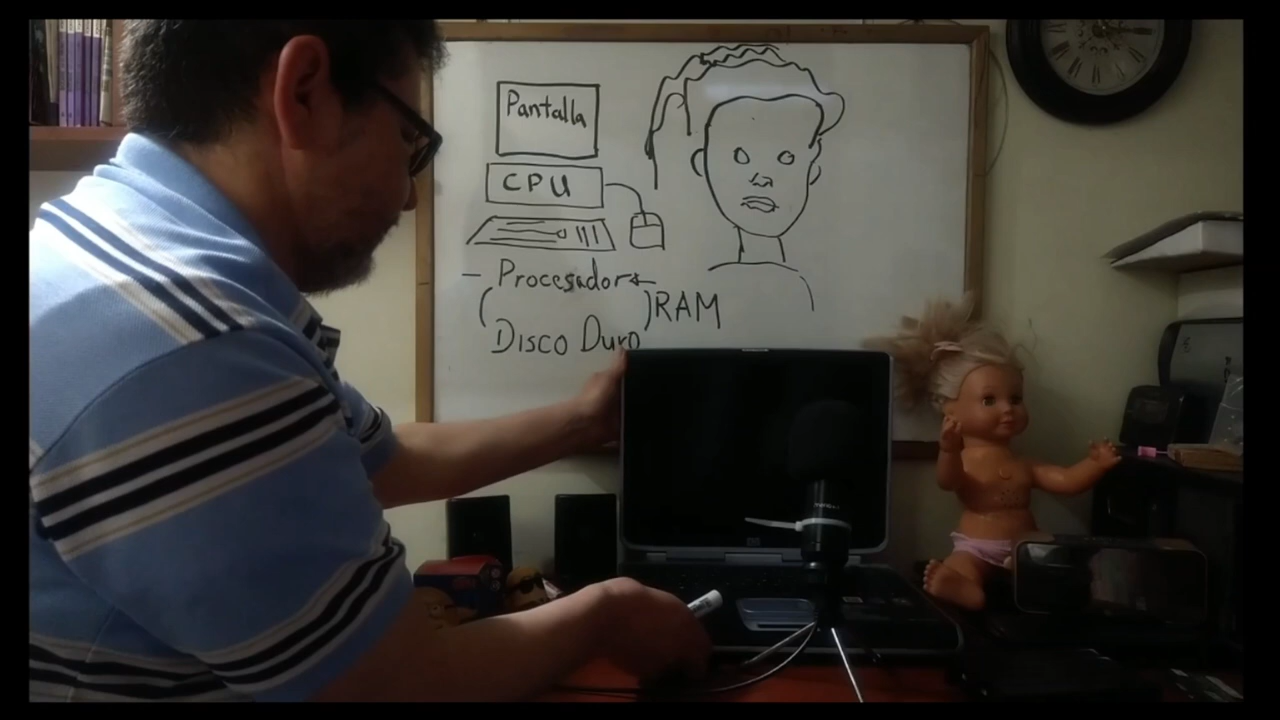 Pantalla
CPU
- Procesador
RAM
Disco Duro